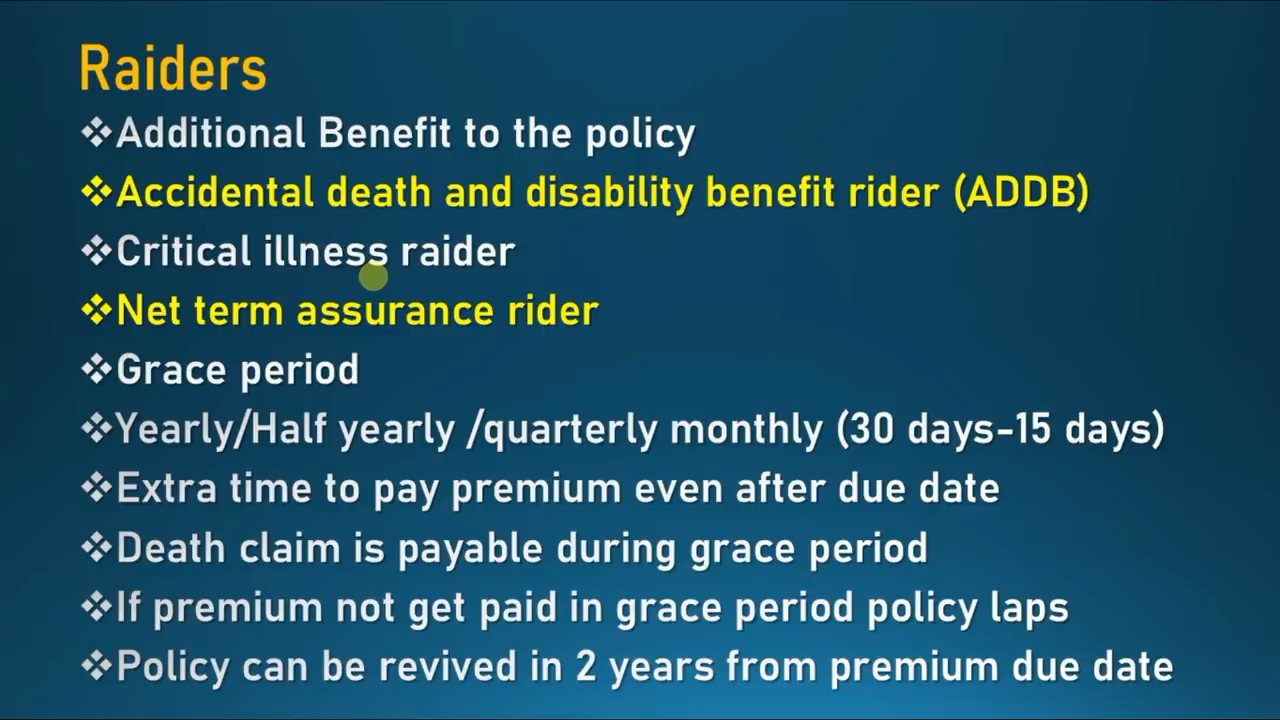 Raiders
❖Additional Benefit to the policy
❖Accidental death and disability benefit rider (ADDB)
❖Critical illness raider
❖Net term assurance rider
❖Grace period
❖Yearly/Half yearly /quarterly monthly (30 days-15 days)
❖Extra time to pay premium even after due date
❖Death claim is payable during grace period
❖If premium not get paid in grace period policy laps
❖Policy can be revived in 2 years from premium due date